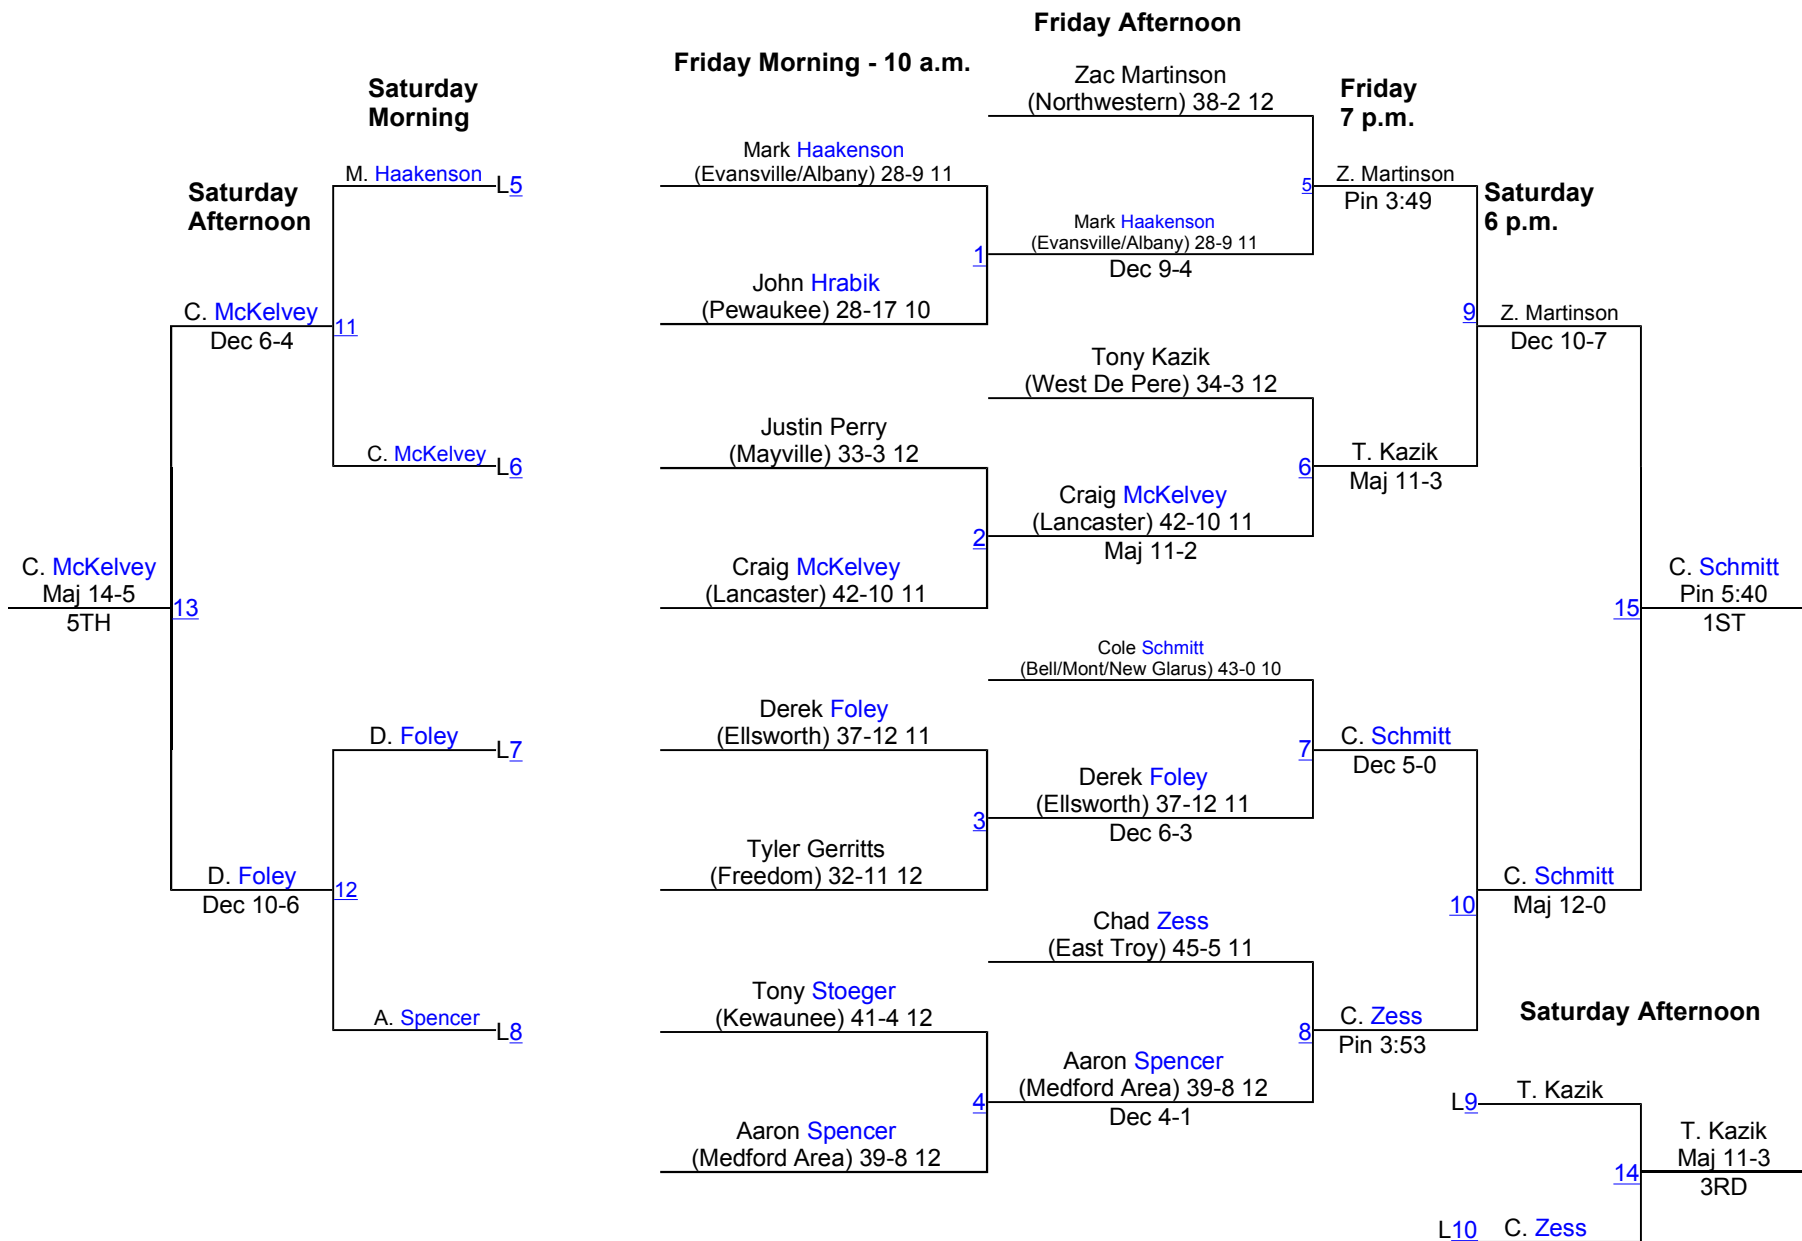 Friday Afternoon
Friday Morning - 10 a.m.
Saturday
Morning
Saturday
Afternoon
Friday
7 p.m.
Saturday
6 p.m.
Zac Martinson
(Northwestern) 38-2 12
Mark Haakenson
(Evansville/Albany) 28-9 11
M. Haakenson
L5
5
Z. Martinson
Pin 3:49
Mark Haakenson
(Evansville/Albany) 28-9 11
Dec 9-4
1
John Hrabik
(Pewaukee) 28-17 10
C. McKelvey
Dec 6-4
11
9
Z. Martinson
Dec 10-7
Tony Kazik
(West De Pere) 34-3 12
Justin Perry
(Mayville) 33-3 12
C. McKelvey
L6
6
T. Kazik
Maj 11-3
Craig McKelvey
(Lancaster) 42-10 11
Maj 11-2
2
Craig McKelvey
(Lancaster) 42-10 11
C. McKelvey
Maj 14-5
5TH
13
15
C. Schmitt
Pin 5:40
1ST
Cole Schmitt
(Bell/Mont/New Glarus) 43-0 10
Derek Foley
(Ellsworth) 37-12 11
D. Foley
L7
7
C. Schmitt
Dec 5-0
Derek Foley
(Ellsworth) 37-12 11
Dec 6-3
3
Tyler Gerritts
(Freedom) 32-11 12
D. Foley
Dec 10-6
12
10
C. Schmitt
Maj 12-0
Chad Zess
(East Troy) 45-5 11
Tony Stoeger
(Kewaunee) 41-4 12
A. Spencer
L8
8
C. Zess
Pin 3:53
Saturday Afternoon
Aaron Spencer
(Medford Area) 39-8 12
Dec 4-1
4
Aaron Spencer
(Medford Area) 39-8 12
L9
T. Kazik
14
T. Kazik
Maj 11-3
3RD
L10
C. Zess